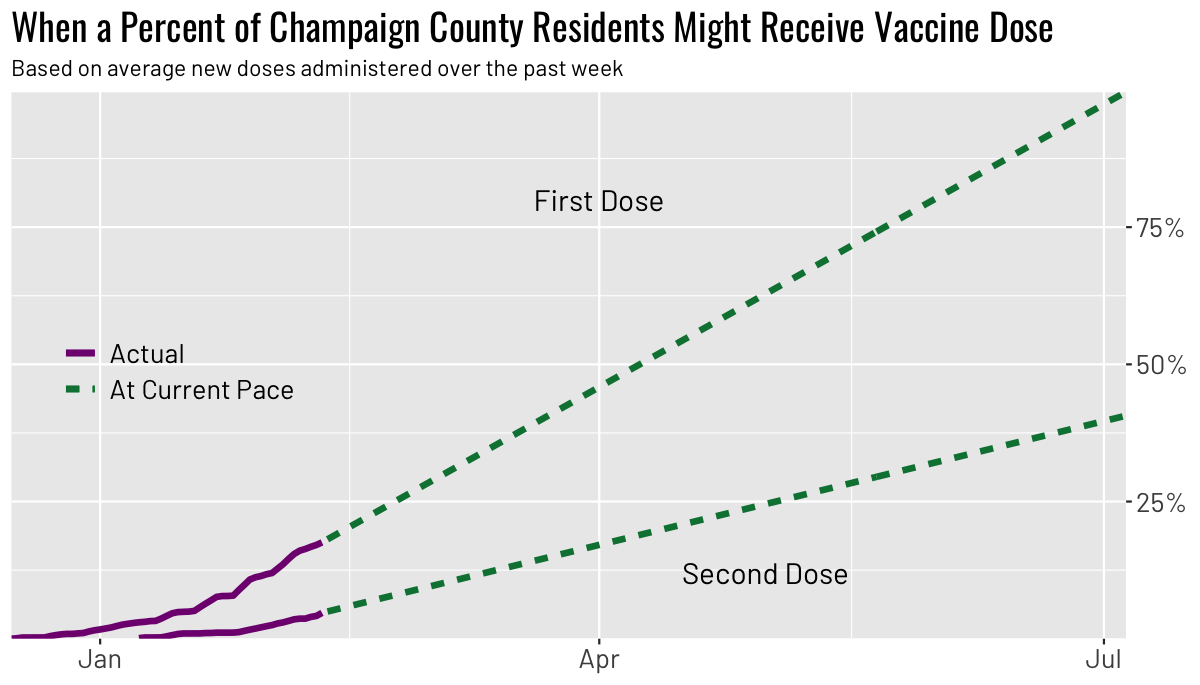 When a Percent of Champaign County Residents Might Receive Vaccine Dose
Based on average new doses administered over the past week
First Dose
75%
Actual
50%
At Current Pace
25%
Second Dose
Jan Apr Jul